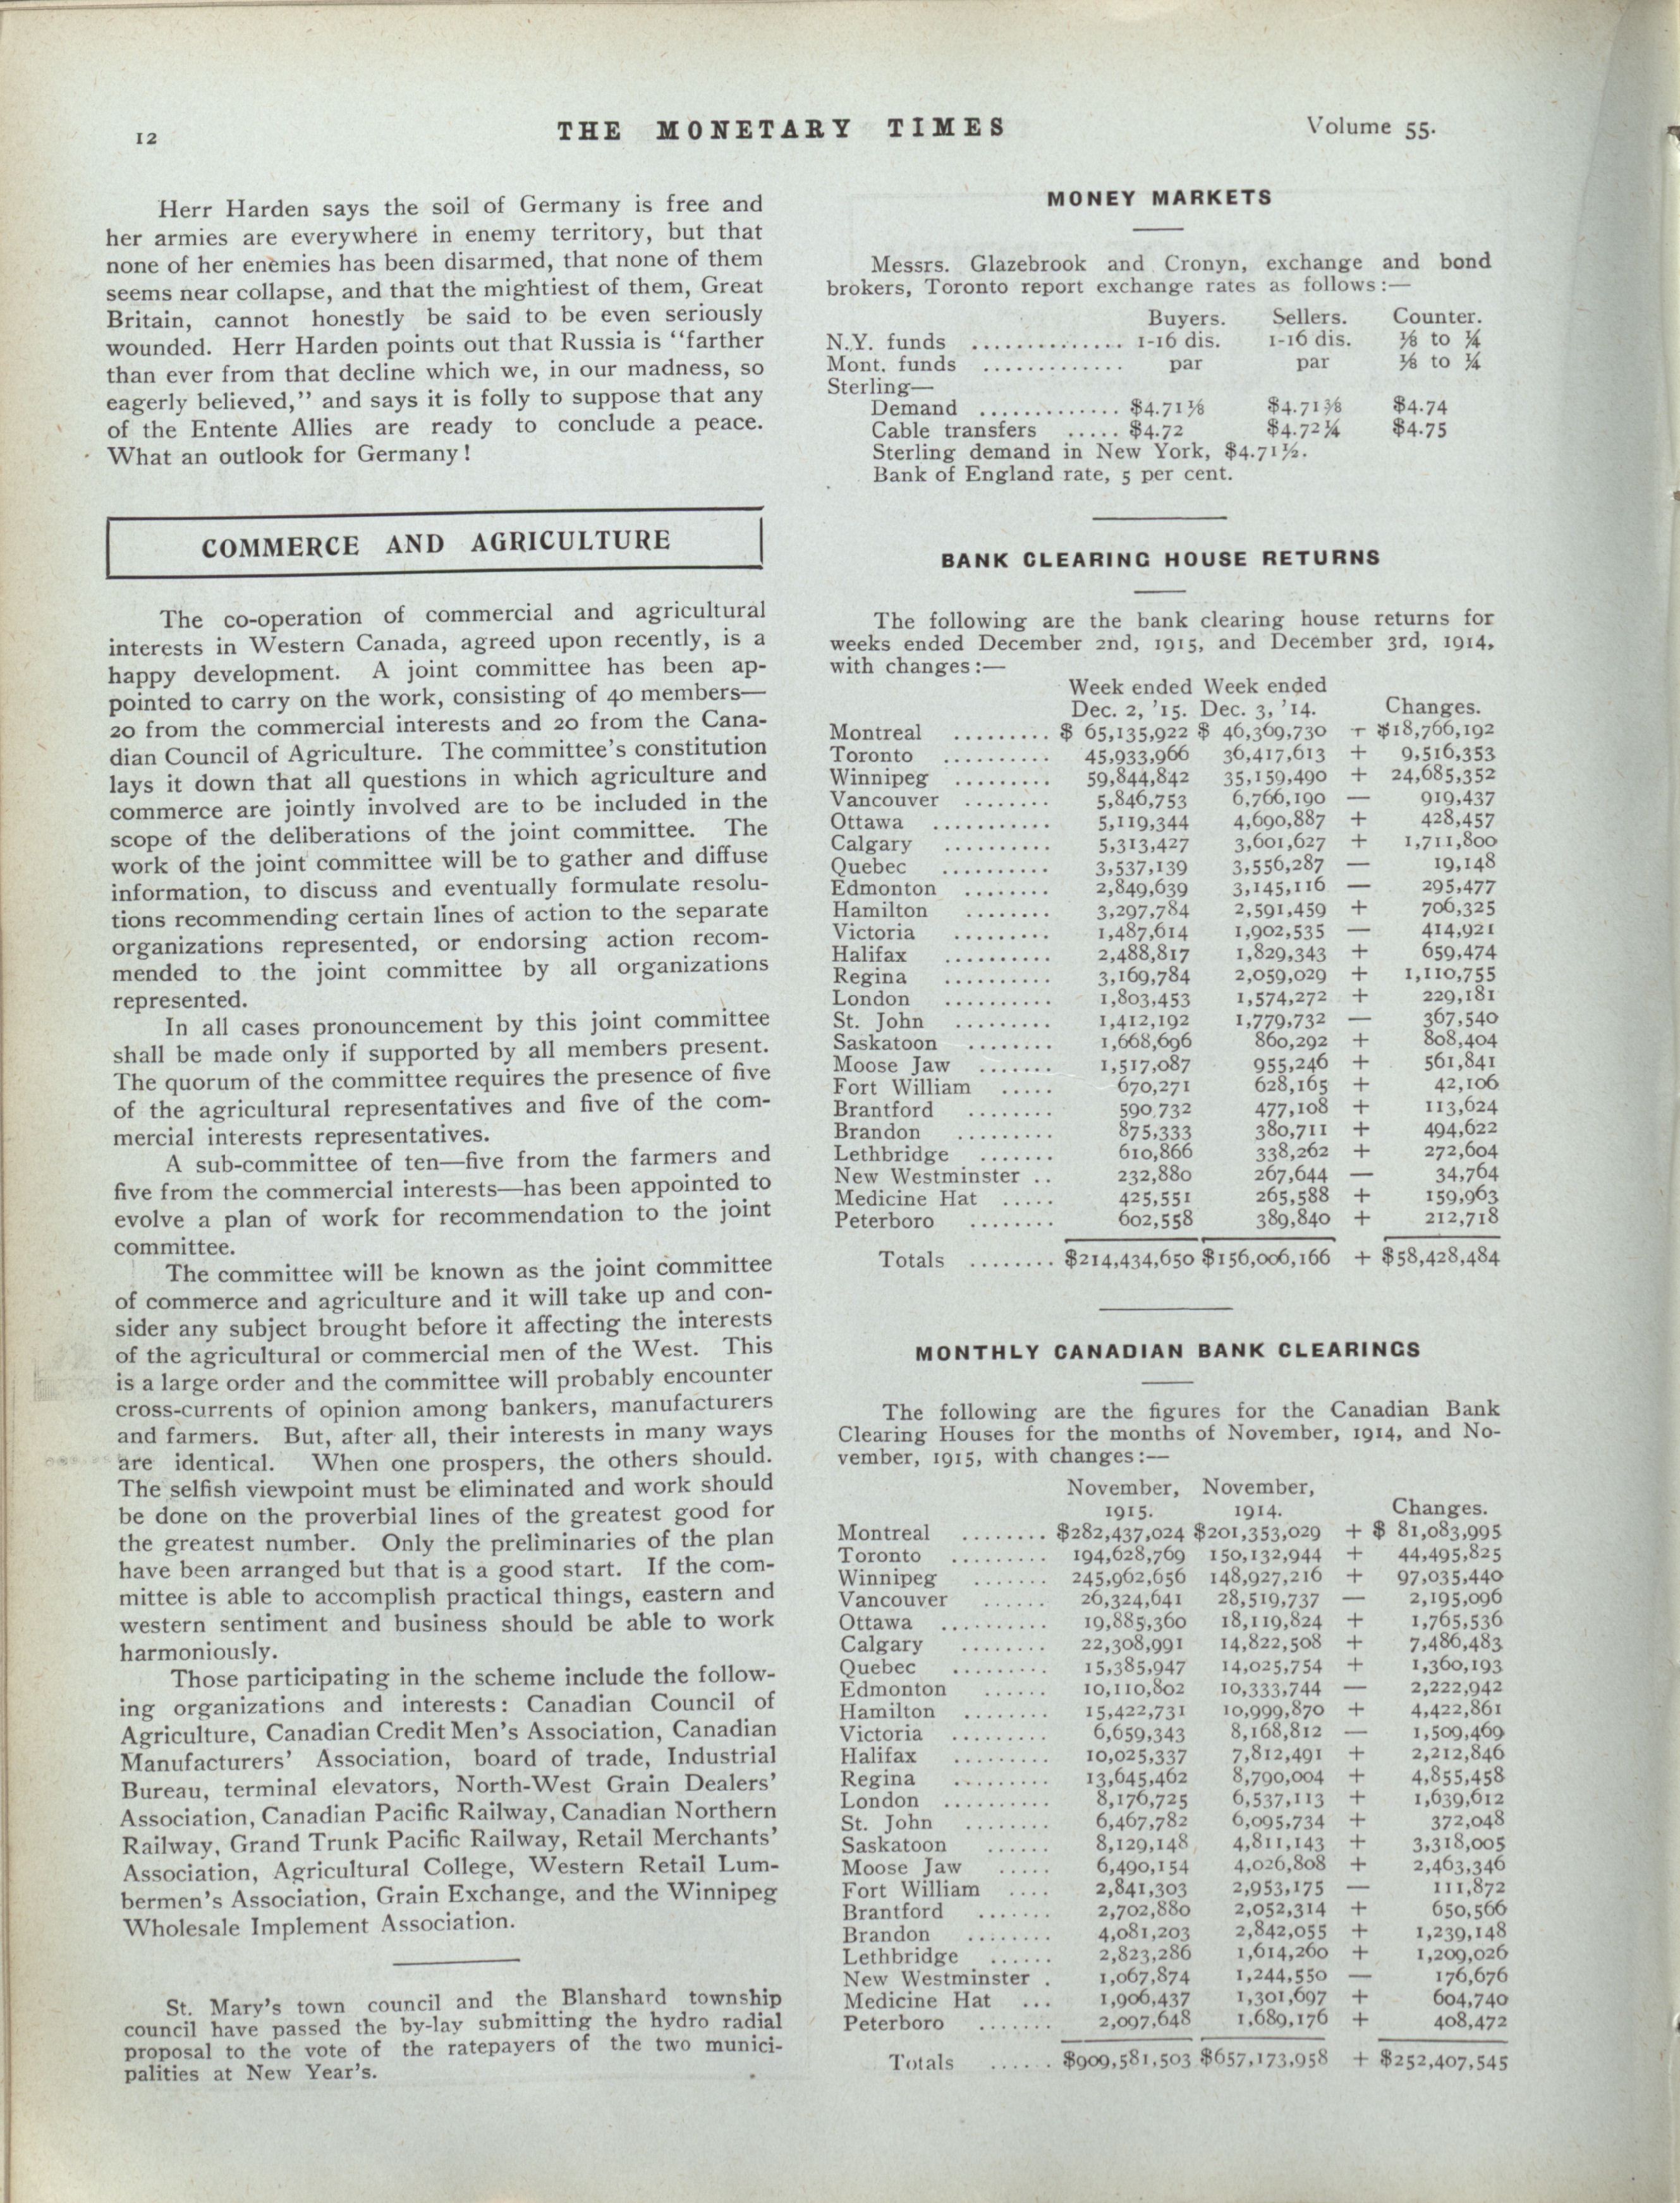 12
THE MONETARY TIMES
Volume 55.
Herr Harden says the soil of Germany is free and
her armies are everywhere in enemy territory, but that
none of her enemies has been disarmed, that none of them
seems near collapse, and that the mightiest of them, Great
Britain, cannot honestly be said to be even seriously
wounded. Herr Harden points out that Russia is "farther
than ever from that decline which we, in our madness, so
eagerly believed," and says it is folly to suppose that any
of the Entente Allies are ready to conclude a peace.
What an outlook for Germany!
COMMERCE AND AGRICULTURE
The co-operation of commercial and agricultural
interests in Western Canada, agreed upon recently, is a
happy development. A joint committee has been ap-
pointed to carry on the work, consisting of 40 members—
20 from the commercial interests and 20 from the Cana-
dian Council of Agriculture. The committee's constitution
lays it down that all questions in which agriculture and
commerce are jointly involved are to be included in the
scope of the deliberations of the joint committee. The
work of the joint committee will be to gather and diffuse
information, to discuss and eventually formulate resolu-
tions recommending certain lines of action to the separate
organizations represented, or endorsing action recom-
mended to the joint committee by all organizations
represented.
In all cases pronouncement by this joint committee
shall be made only if supported by all members present.
The quorum of the committee requires the presence of five
of the agricultural representatives and five of the com-
mercial interests representatives.
A sub-committee of ten—five from the farmers and
five from the commercial interests—has been appointed to
evolve a plan of work for recommendation to the joint
committee.
The committee will be known as the joint committee
of commerce and agriculture and it will take up and con-
sider any subject brought before it affecting the interests
of the agricultural or commercial men of the West. This
is a large order and the committee will probably encounter
cross-currents of opinion among bankers, manufacturers
and farmers. But, after all, their interests in many ways
are identical. When one prospers, the others should.
The selfish viewpoint must be eliminated and work should
be done on the proverbial lines of the greatest good for
the greatest number. Only the preliminaries of the plan
have been arranged but that is a good start. If the com-
mittee is able to accomplish practical things, eastern and
western sentiment and business should be able to work
harmoniously.
Those participating in the scheme include the follow-
ing organizations and interests: Canadian Council of
Agriculture, Canadian Credit Men's Association, Canadian
Manufacturers' Association, board of trade, Industrial
Bureau, terminal elevators, North-West Grain Dealers'
Association, Canadian Pacific Railway, Canadian Northern
Railway, Grand Trunk Pacific Railway, Retail Merchants'
Association, Agricultural College, Western Retail Lum-
bermen's Association, Grain Exchange, and the Winnipeg
Wholesale Implement Association.
St. Mary's town council and the Blanshard township
council have passed the by-lay submitting the hydro radial
proposal to the vote of the ratepayers of the two munici-
palities at New Year's.
MONEY MARKETS
Messrs. Glazebrook and Cronyn, exchange and bond
brokers, Toronto report exchange rates as follows:—
Buyers. Sellers. Counter.
N.Y. funds .............. 1-16 dis. 1-16 dis. ⅛ to ¼
Mont. funds ............. par par ⅛ to ¼
Sterling—
Demand ............. $4.71⅛ $4.71⅜ $4.74
Cable transfers ..... $4.72 $4.72¼ $4.75
Sterling demand in New York, $4.71½.
Bank of England rate, 5 per cent.
BANK CLEARING HOUSE RETURNS
The following are the bank clearing house returns for
weeks ended December 2nd, 1915, and December 3rd, 1914,
with changes:—
Week ended Week ended
Dec. 2, '15. Dec. 3, '14. Changes.
Montreal ......... $ 65,135,922 $ 46,369,730 + $18,766,192
Toronto .......... 45,933,966 36,417,613 + 9,516,353
Winnipeg ......... 59,844,842 35,159,490 + 24,685,352
Vancouver ........ 5,846,753 6,766,190 — 919,437
Ottawa ........... 5,119,344 4,690,887 + 428,457
Calgary .......... 5,313,427 3,601,627 + 1,711,800
Quebec .......... 3,537,139 3,556,287 — 19,148
Edmonton ........ 2,849,639 3,145,116 — 295,477
Hamilton ........ 3,297,784 2,591,459 + 706,325
Victoria ......... 1,487,614 1,902,535 — 414,921
Halifax .......... 2,488,817 1,829,343 + 659,474
Regina .......... 3,169,784 2,059,029 + 1,110,755
London .......... 1,803,453 1,574,272 + 229,181
St. John ......... 1,412,192 1,779,732 — 367,540
Saskatoon ........ 1,668,696 860,292 + 808,404
Moose Jaw ....... 1,517,087 955,246 + 561,841
Fort William ..... 670,271 628,165 + 42,106
Brantford ........ 590,732 477,108 + 113,624
Brandon ......... 875,333 380,711 + 494,622
Lethbridge ....... 610,866 338,262 + 272,604
New Westminster .. 232,880 267,644 — 34,764
Medicine Hat ..... 425,551 265,588 + 159,963
Peterboro ........ 602,558 389,840 + 212,718
Totals ........ $214,434,650 $156,006,166 + $58,428,484
MONTHLY CANADIAN BANK CLEARINGS
The following are the figures for the Canadian Bank
Clearing Houses for the months of November, 1914, and No-
vember, 1915, with changes:—
November, November,
1915. 1914. Changes.
Montreal ........ $282,437,024 $201,353,029 + $ 81,083,995
Toronto ......... 194,628,769 150,132,944 + 44,495,825
Winnipeg ....... 245,962,656 148,927,216 + 97,035,440
Vancouver ...... 26,324,641 28,519,737 — 2,195,096
Ottawa .......... 19,885,360 18,119,824 + 1,765,536
Calgary ........ 22,308,991 14,822,508 + 7,486,483
Quebec ......... 15,385,947 14,025,754 + 1,360,193
Edmonton ...... 10,110,802 10,333,744 — 2,222,942
Hamilton ........ 15,422,731 10,999,870 + 4,422,861
Victoria ......... 6,659,343 8,168,812 — 1,509,469
Halifax ......... 10,025,337 7,812,491 + 2,212,846
Regina ......... 13,645,462 8,790,004 + 4,855,458
London .......... 8,176,725 6,537,113 + 1,639,612
St. John ........ 6,467,782 6,095,734 + 372,048
Saskatoon ...... 8,129,148 4,811,143 + 3,318,005
Moose Jaw ..... 6,490,154 4,026,808 + 2,463,346
Fort William .... 2,841,303 2,953,175 — 111,872
Brantford ....... 2,702,880 2,052,314 + 650,566
Brandon ........ 4,081,203 2,842,055 + 1,239,148
Lethbridge ...... 2,823,286 1,614,260 + 1,209,026
New Westminster . 1,067,874 1,244,550 — 176,676
Medicine Hat ... 1,906,437 1,301,697 + 604,740
Peterboro ....... 2,097,648 1,689,176 + 408,472
Totals ...... $909,581,503 $657,173,958 + $252,407,545